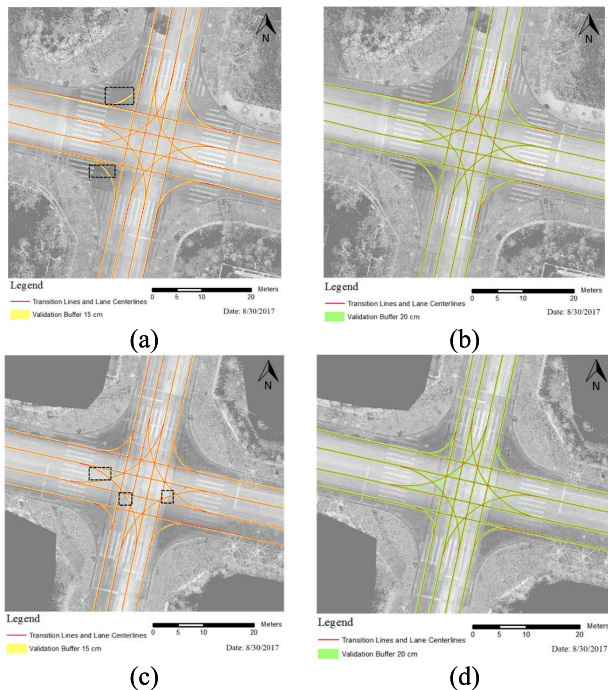 N
N
Legend
Meters
0 5 10 20
Transition Lines and Lane Centerlines
Validation Buffer 15 cm
Date: 8/30/2017
(a)
Legend
Meters
0 5 10 20
Transition Lines and Lane Centerlines
Validation Buffer 20 cm
Date: 8/30/2017
(b)
N
N
Legend
Meters
0 5 10 20
Transition Lines and Lane Centerlines
Validation Buffer 15 cm
Date: 8/30/2017
(c)
Legend
Meters
0 5 10 20
Transition Lines and Lane Centerlines
Validation Buffer 20 cm
Date: 8/30/2017
(d)